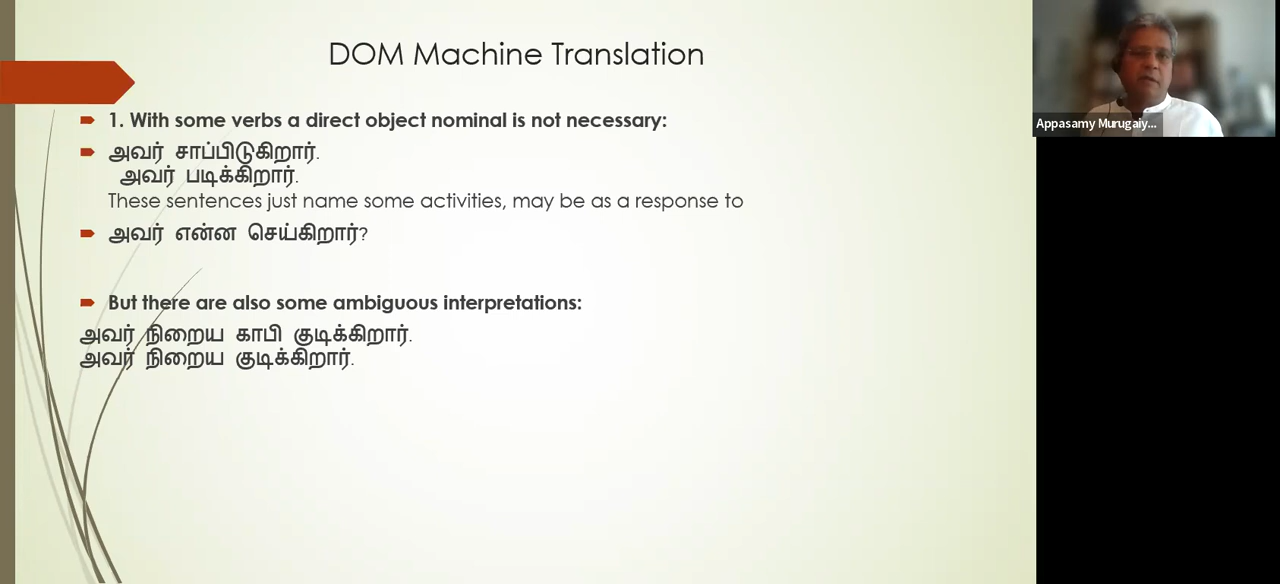 DOM Machine Translation
1. With some verbs a direct object nominal is not necessary:
அவர் சாப்பிடுகிறார்.
அவர் படிக்கிறார்.
These sentences just name some activities, may be as a response to
அவர் என்ன செய்கிறார்?
But there are also some ambiguous interpretations:
அவர் நிறைய காபி குடிக்கிறார்.
அவர் நிறைய குடிக்கிறார்.
Appasamy Murugaiy...